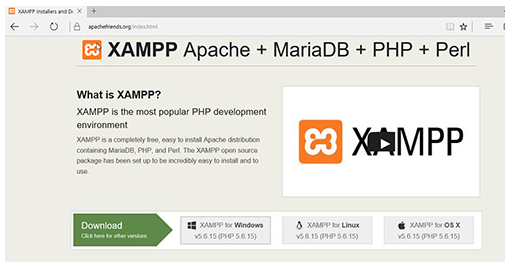 XAMPP Installers and Do
apachefriends.org/index.html
XAMPP Apache + MariaDB + PHP + Perl
What is XAMPP?
XAMPP is the most popular PHP development
environment
XAMPP is a completely free, easy to install Apache distribution
containing MariaDB, PHP, and Perl. The XAMPP open source
package has been set up to be incredibly easy to install and to
use.
XAMPP
Download
Click here for other versions
XAMPP for Windows
v5.6.15 (PHP 5.6.15)
XAMPP for Linux
v5.6.15 (PHP 5.6.15)
XAMPP for OS X
v5.6.15 (PHP 5.6.15)